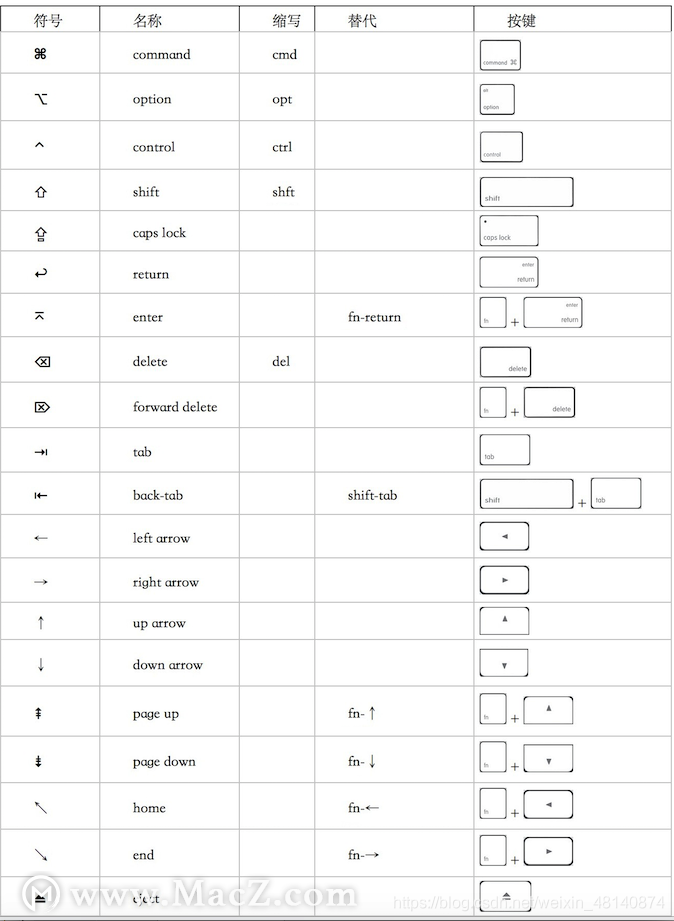 符号 名称 缩写 替代 按键
⌘ command cmd command ⌘
⌥ option opt alt option
⌃ control ctrl control
⇧ shift shft shift
⇪ caps lock caps lock
↩ return enter return
⌤ enter fn-return fn + enter return
⌫ delete del delete
⌦ forward delete fn + delete
⇥ tab tab
⇤ back-tab shift-tab shift + tab
← left arrow ◀
→ right arrow ▶
↑ up arrow ▲
↓ down arrow ▼
⇞ page up fn-↑ fn + ▲
⇟ page down fn-↓ fn + ▼
↖ home fn-← fn + ◀
↘ end fn-→ fn + ▶
⏏ eject ⏏
www.MacZ.com
https://blog.csdn.net/weixin_48140874